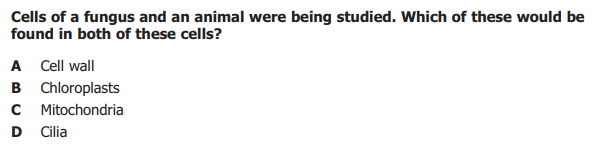 Cells of a fungus and an animal were being studied. Which of these would be
found in both of these cells?
A Cell wall
B Chloroplasts
C Mitochondria
D Cilia